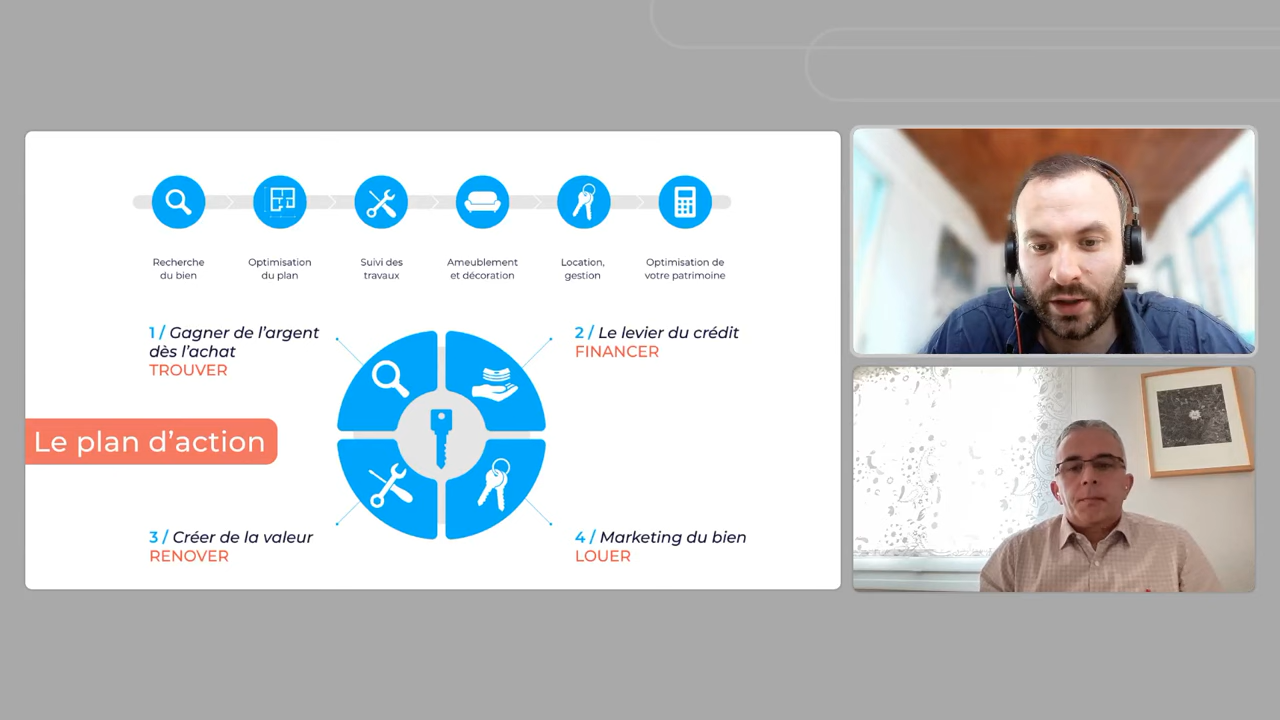 Recherche
du bien
Optimisation
du plan
Suivi des
travaux
Ameublement
et décoration
Location,
gestion
Optimisation de
votre patrimoine
1 / Gagner de l'argent
dès l'achat
TROUVER
2 / Le levier du crédit
FINANCER
Le plan d'action
3 / Créer de la valeur
RENOVER
4 / Marketing du bien
LOUER